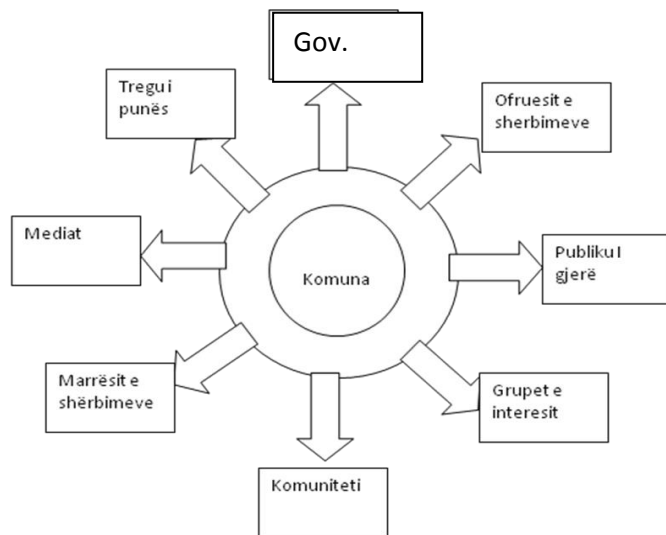 Gov.
Tregu i
punës
Ofruesit e
sherbimeve
Mediat
Komuna
Publiku I
gjerë
Marrësit e
shërbimeve
Grupet e
interesit
Komuniteti